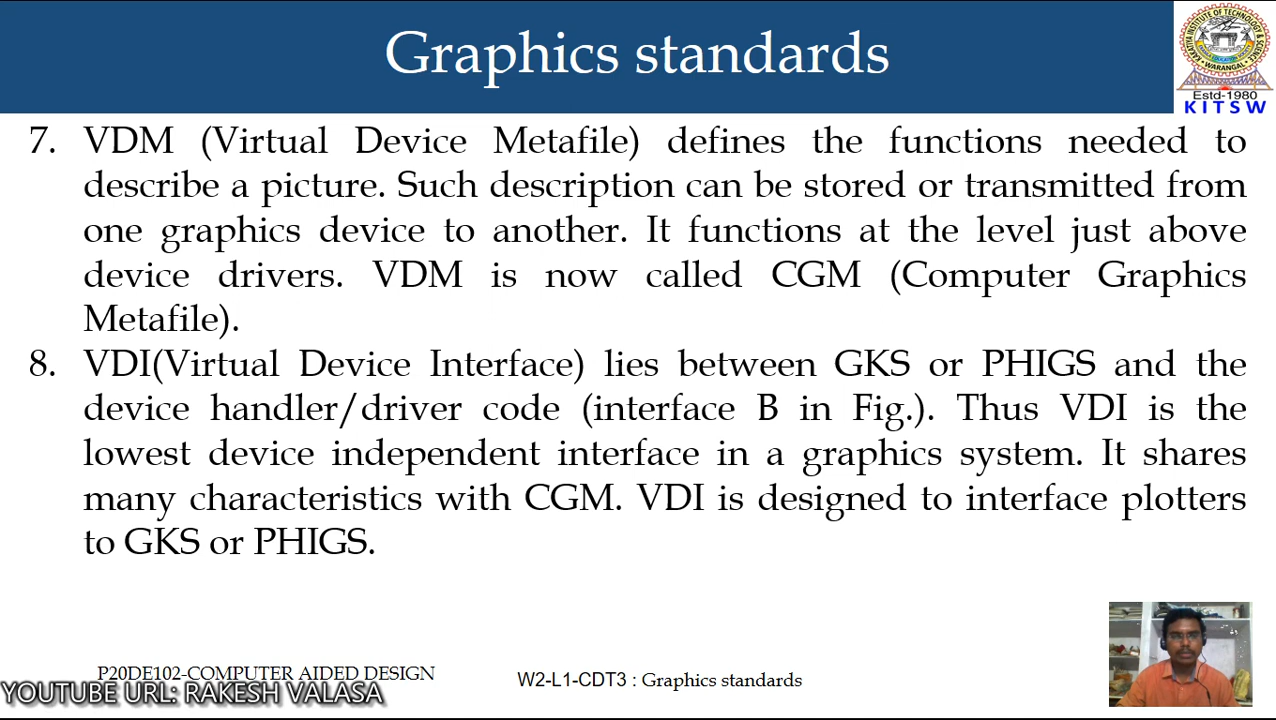 Graphics standards
KAKATIYA INSTITUTE OF TECHNOLOGY & SCIENCE
WARANGAL
Estd-1980
KITSW
7. VDM (Virtual Device Metafile) defines the functions needed to
describe a picture. Such description can be stored or transmitted from
one graphics device to another. It functions at the level just above
device drivers. VDM is now called CGM (Computer Graphics
Metafile).
8. VDI(Virtual Device Interface) lies between GKS or PHIGS and the
device handler/driver code (interface B in Fig.). Thus VDI is the
lowest device independent interface in a graphics system. It shares
many characteristics with CGM. VDI is designed to interface plotters
to GKS or PHIGS.
P20DE102-COMPUTER AIDED DESIGN
W2-L1-CDT3 : Graphics standards
YOUTUBE URL: RAKESH VALASA